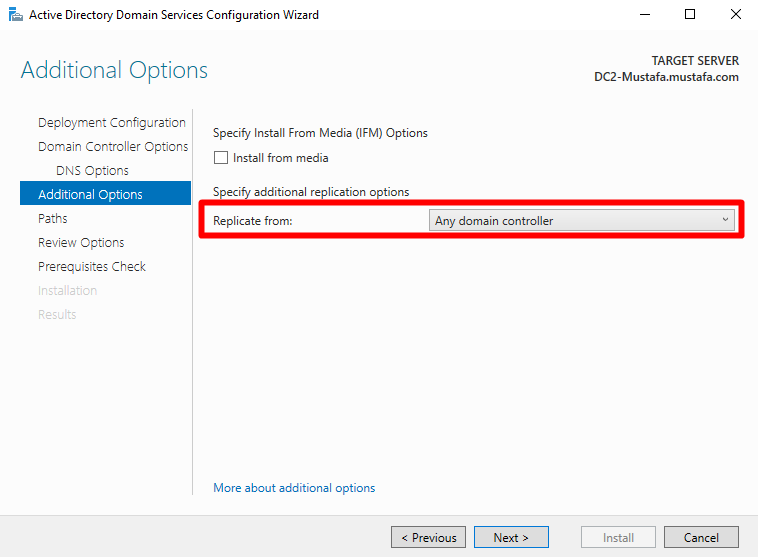 Active Directory Domain Services Configuration Wizard
Additional Options
TARGET SERVER
DC2-Mustafa.mustafa.com
Deployment Configuration
Domain Controller Options
DNS Options
Additional Options
Paths
Review Options
Prerequisites Check
Installation
Results
Specify Install From Media (IFM) Options
Install from media
Specify additional replication options
Replicate from: Any domain controller
More about additional options
< Previous Next > Install Cancel